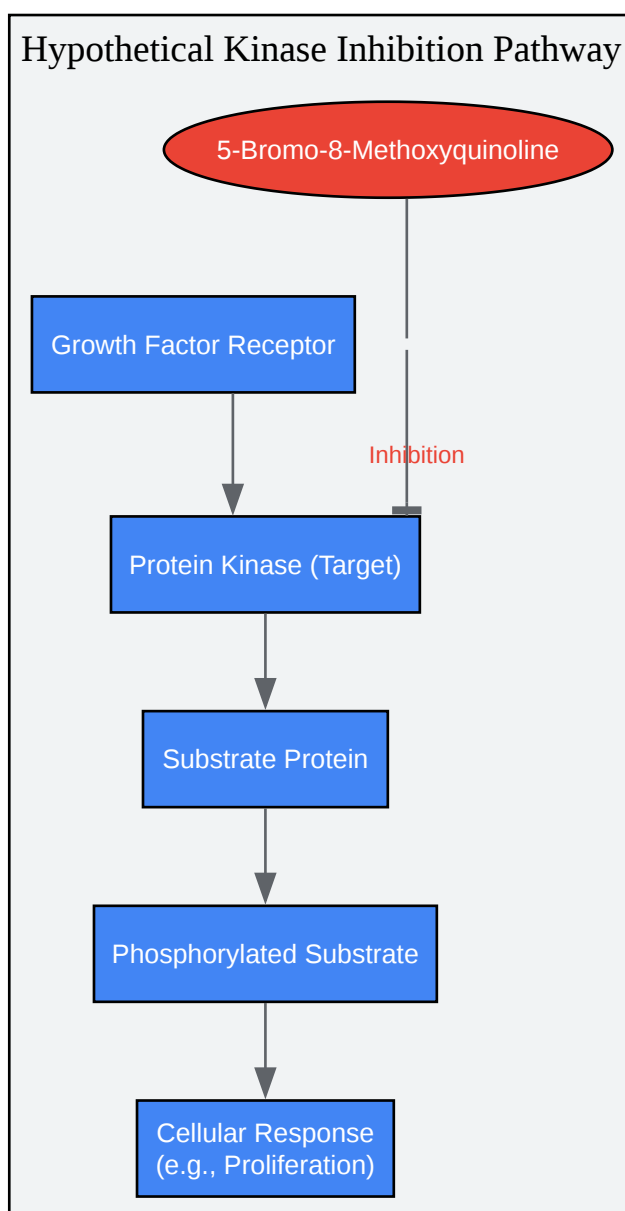 Hypothetical Kinase Inhibition Pathway
5-Bromo-8-Methoxyquinoline
Growth Factor Receptor
Inhibition
Protein Kinase (Target)
Substrate Protein
Phosphorylated Substrate
Cellular Response
(e.g., Proliferation)